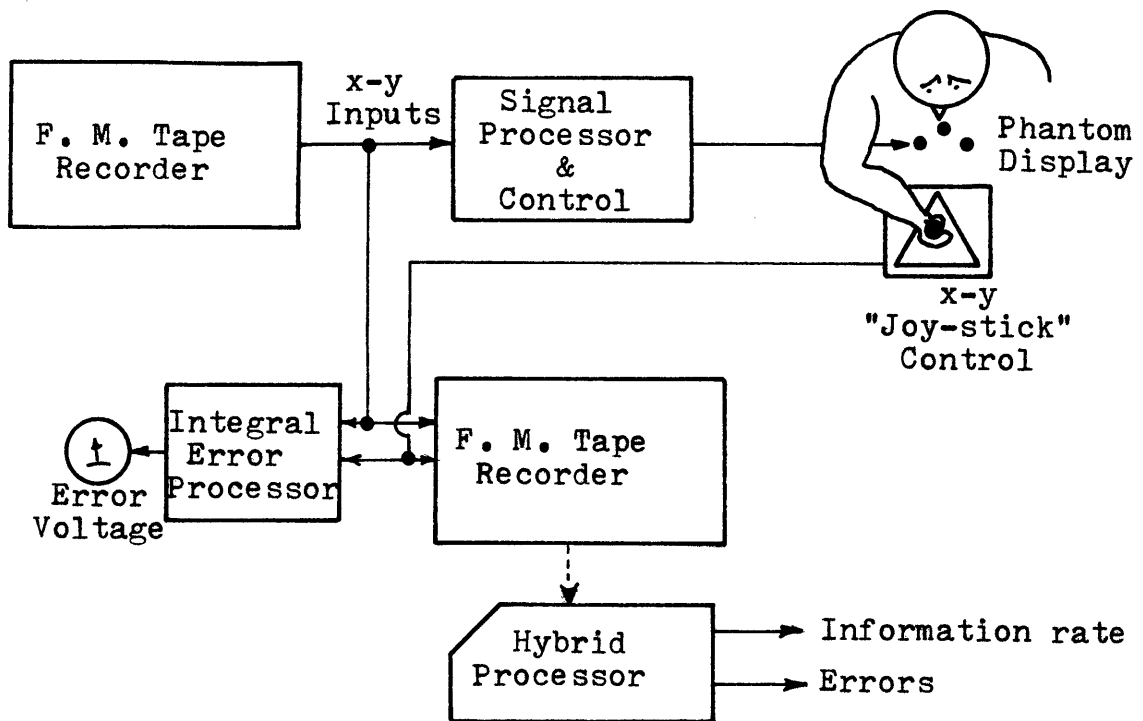 F. M. Tape
Recorder
x-y
Inputs
Signal
Processor
&
Control
Phantom
Display
x-y
"Joy-stick"
Control
Integral
Error
Processor
Error
Voltage
F. M. Tape
Recorder
Hybrid
Processor
Information rate
Errors